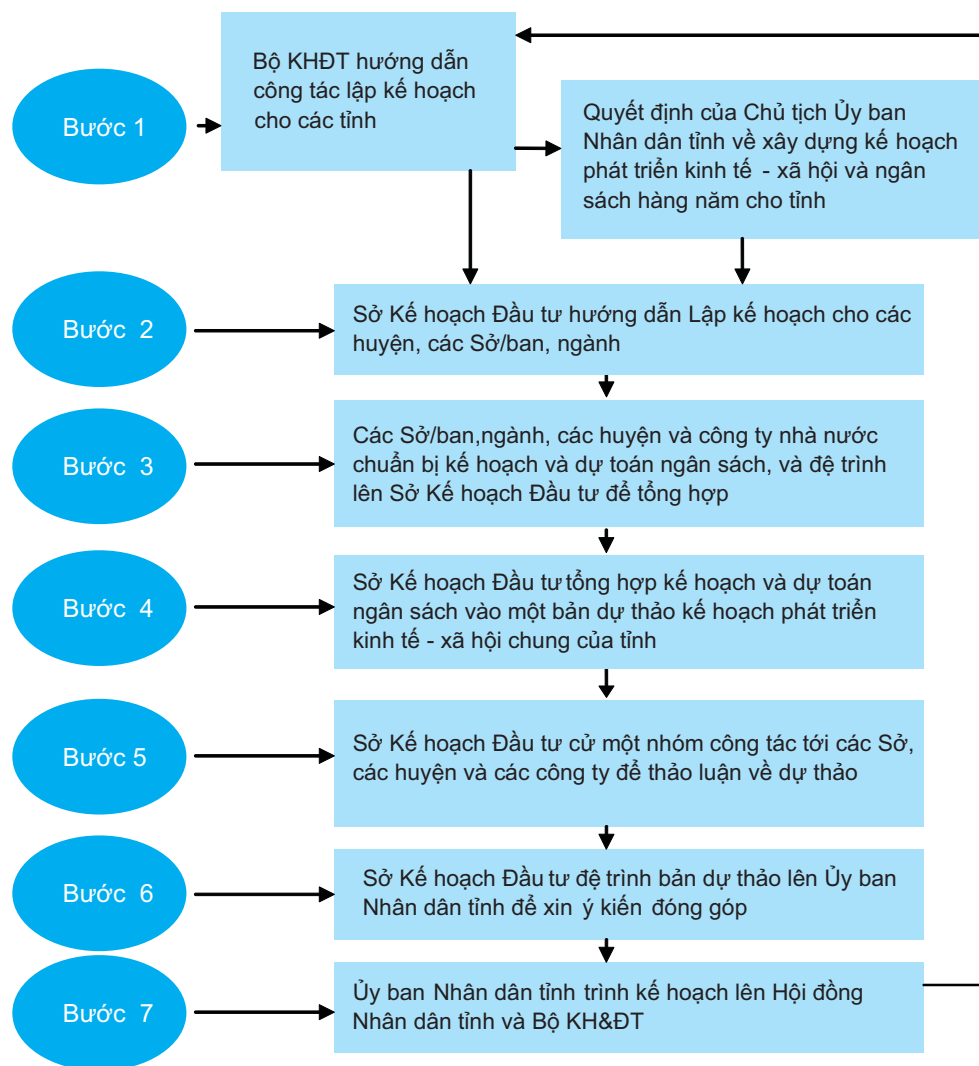 Bước 1
Bộ KHĐT hướng dẫn
công tác lập kế hoạch
cho các tỉnh
Quyết định của Chủ tịch Ủy ban
Nhân dân tỉnh về xây dựng kế hoạch
phát triển kinh tế - xã hội và ngân
sách hàng năm cho tỉnh
Bước 2
Sở Kế hoạch Đầu tư hướng dẫn Lập kế hoạch cho các
huyện, các Sở/ban, ngành
Bước 3
Các Sở/ban,ngành, các huyện và công ty nhà nước
chuẩn bị kế hoạch và dự toán ngân sách, và đệ trình
lên Sở Kế hoạch Đầu tư để tổng hợp
Bước 4
Sở Kế hoạch Đầu tư tổng hợp kế hoạch và dự toán
ngân sách vào một bản dự thảo kế hoạch phát triển
kinh tế - xã hội chung của tỉnh
Bước 5
Sở Kế hoạch Đầu tư cử một nhóm công tác tới các Sở,
các huyện và các công ty để thảo luận về dự thảo
Bước 6
Sở Kế hoạch Đầu tư đệ trình bản dự thảo lên Ủy ban
Nhân dân tỉnh để xin ý kiến đóng góp
Bước 7
Ủy ban Nhân dân tỉnh trình kế hoạch lên Hội đồng
Nhân dân tỉnh và Bộ KH&ĐT